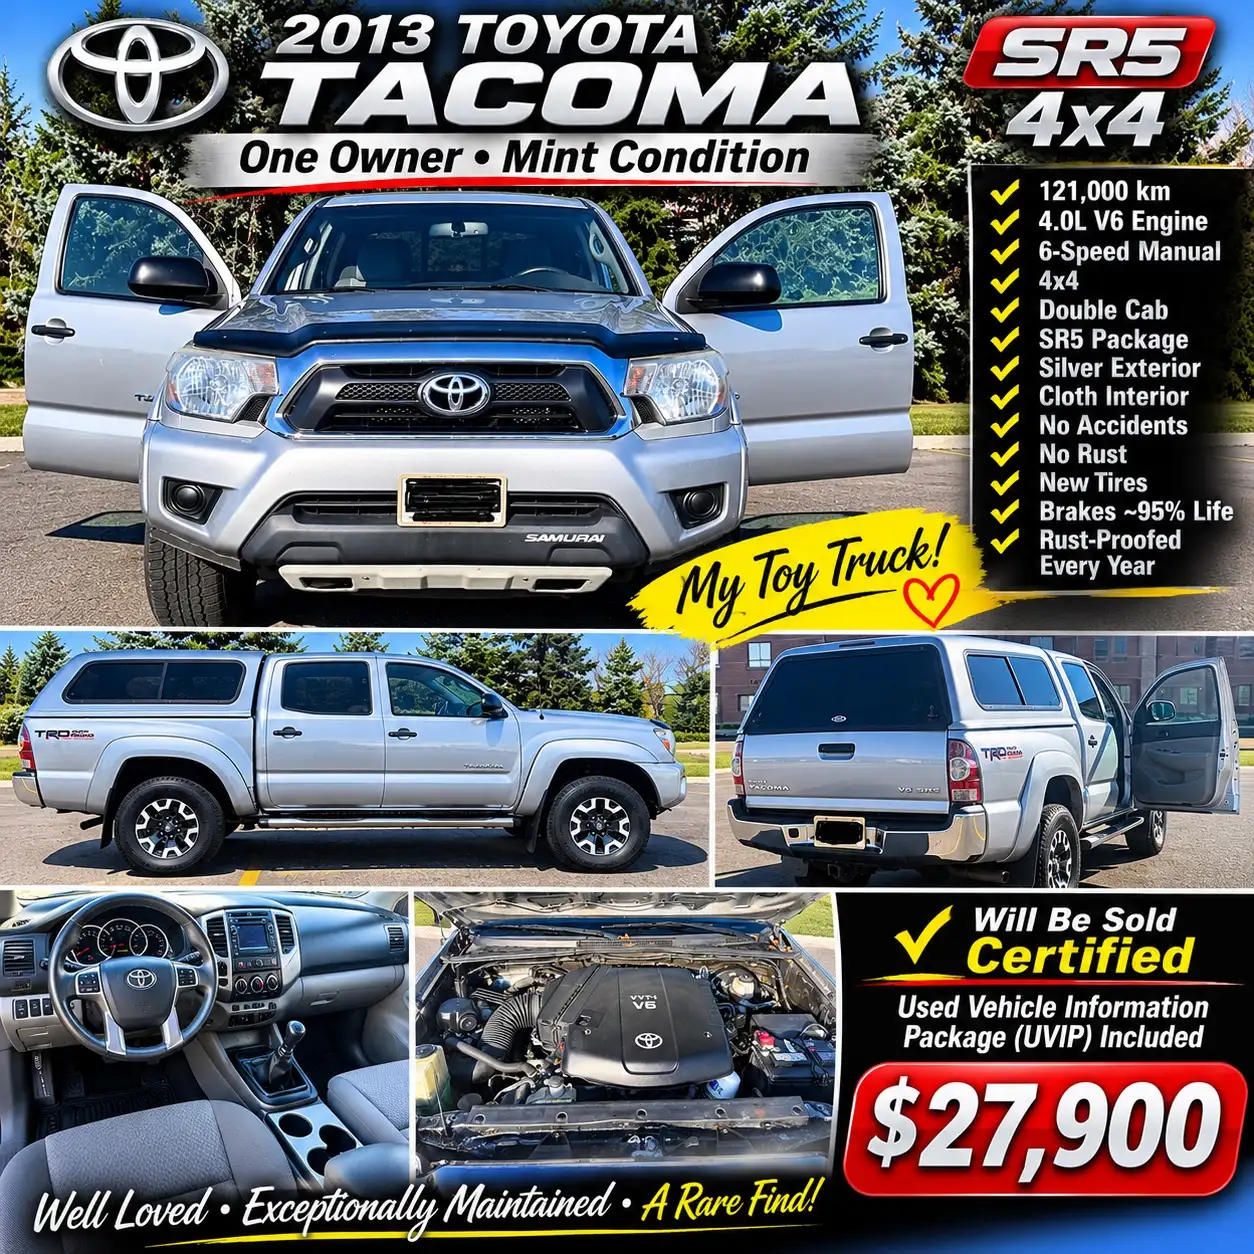 2013 TOYOTA
TACOMA
One Owner • Mint Condition
SR5
4x4
121,000 km
4.0L V6 Engine
6-Speed Manual
4x4
Double Cab
SR5 Package
Silver Exterior
Cloth Interior
No Accidents
No Rust
New Tires
Brakes ~95% Life
Rust-Proofed
Every Year
SAMURAI
My Toy Truck!
TRD
TACOMA
TRD
TACOMA
V6 SR5
VVT-i
V6
Will Be Sold
Certified
Used Vehicle Information
Package (UVIP) Included
$27,900
Well Loved • Exceptionally Maintained • A Rare Find!